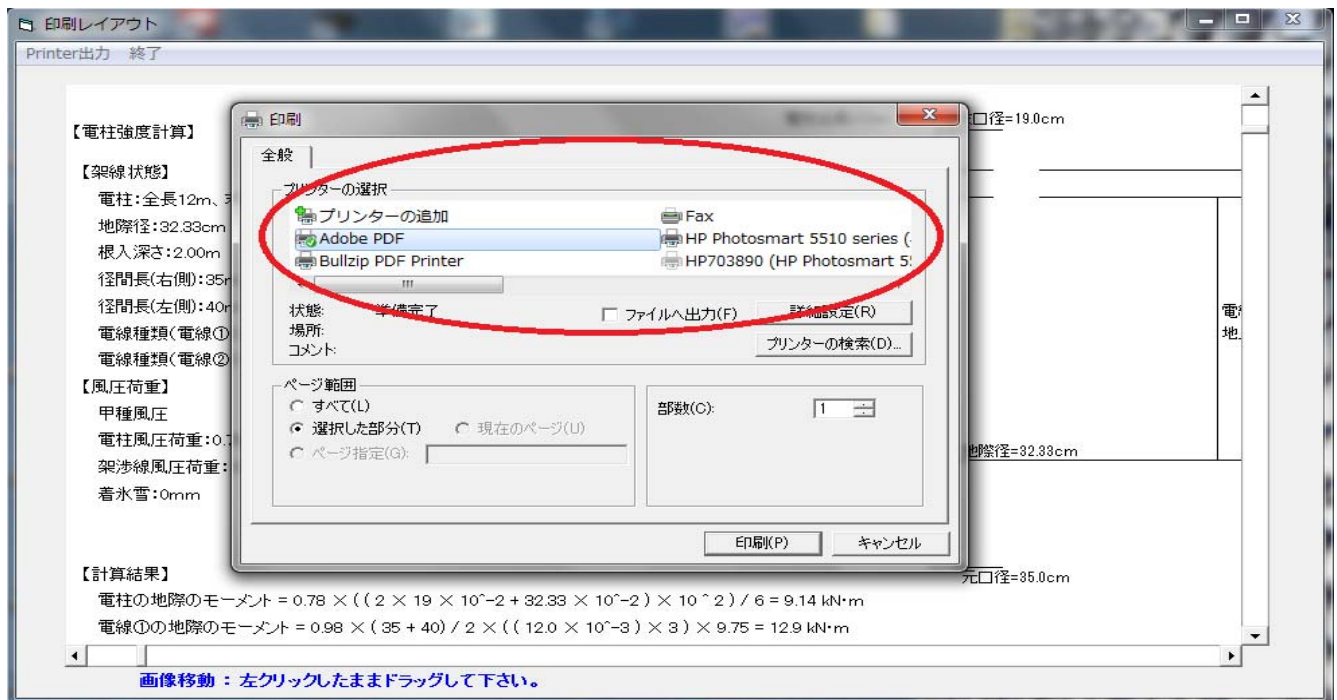 印刷レイアウト
Printer出力 終了
【電柱強度計算】
口径=19.0cm
【架線状態】
電柱:全長12m、
地際径:32.33cm
根入深さ:2.00m
径間長(右側):35
径間長(左側):40
電線種類(電線①
電線種類(電線②
【風圧荷重】
甲種風圧
電柱風圧荷重:0.
架渉線風圧荷重:
着氷雪:0mm
印刷
全般
プリンターの選択
プリンターの追加
Fax
Adobe PDF
HP Photosmart 5510 series (
Bullzip PDF Printer
HP703890 (HP Photosmart 5
状態: 準備完了
ファイルへ出力(F)
詳細設定(R)
場所:
コメント:
プリンターの検索(D)...
ページ範囲
すべて(L)
選択した部分(T)
現在のページ(U)
ページ指定(G):
部数(C):
1
印刷(P)
キャンセル
電
地
地際径=32.33cm
元口径=35.0cm
【計算結果】
電柱の地際のモーメント = 0.78 × ( ( 2 × 19 × 10^-2 + 32.33 × 10^-2 ) × 10 ^ 2 ) / 6 = 9.14 kN・m
電線①の地際のモーメント = 0.98 × ( 35 + 40 ) / 2 × ( ( 12.0 × 10^-3 ) × 3 ) × 9.75 = 12.9 kN・m
画像移動 : 左クリックしたままドラッグして下さい。